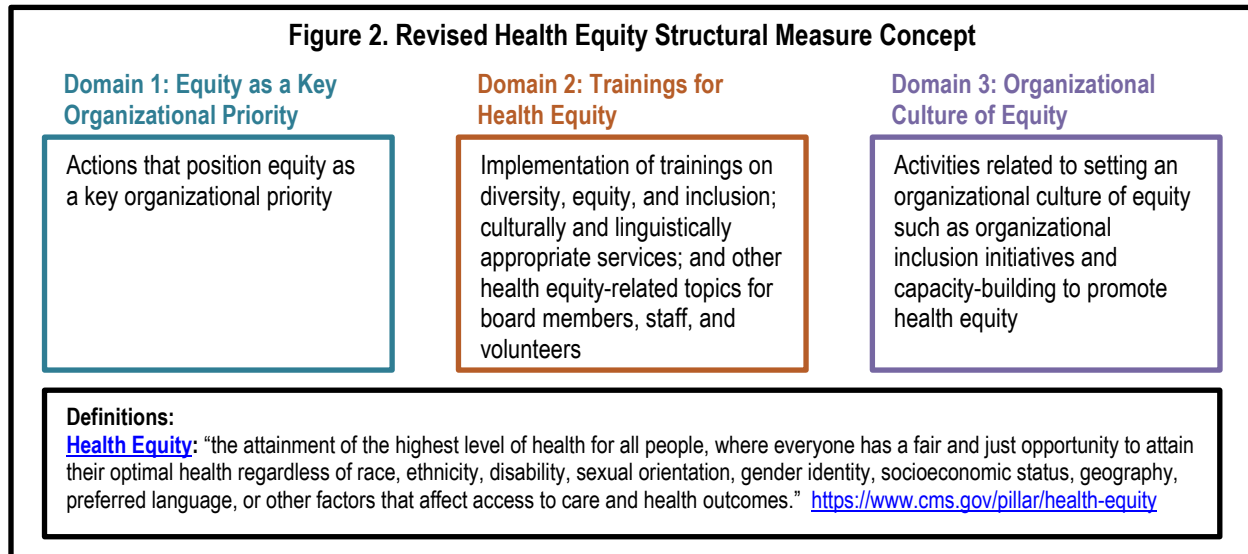 Figure 2. Revised Health Equity Structural Measure Concept
Domain 1: Equity as a Key
Organizational Priority
Actions that position equity as
a key organizational priority
Domain 2: Trainings for
Health Equity
Implementation of trainings on
diversity, equity, and inclusion;
culturally and linguistically
appropriate services; and other
health equity-related topics for
board members, staff, and
volunteers
Domain 3: Organizational
Culture of Equity
Activities related to setting an
organizational culture of equity
such as organizational
inclusion initiatives and
capacity-building to promote
health equity
Definitions:
Health Equity: “the attainment of the highest level of health for all people, where everyone has a fair and just opportunity to attain
their optimal health regardless of race, ethnicity, disability, sexual orientation, gender identity, socioeconomic status, geography,
preferred language, or other factors that affect access to care and health outcomes.” https://www.cms.gov/pillar/health-equity